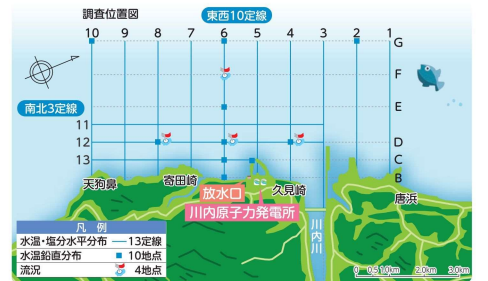 調査位置図
東西10定線
10 9 8 7 6 5 4 3 2 1
G
F
E
南北3定線
11
12
D
13
C
B
天狗鼻
寄田崎
久見崎
唐浜
放水口
川内原子力発電所
川内川
凡例
水温・塩分水平分布 13定線
水温鉛直分布 10地点
流況 4地点
0 0.5 1.0km 2.0km 3.0km